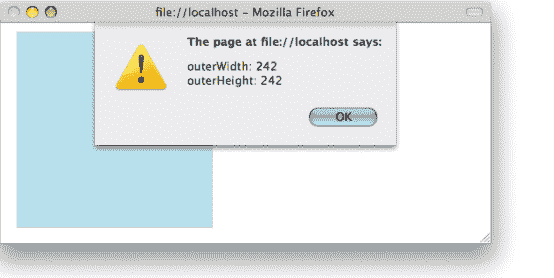 file://localhost – Mozilla Firefox
The page at file://localhost says:
outerWidth: 242
outerHeight: 242
OK